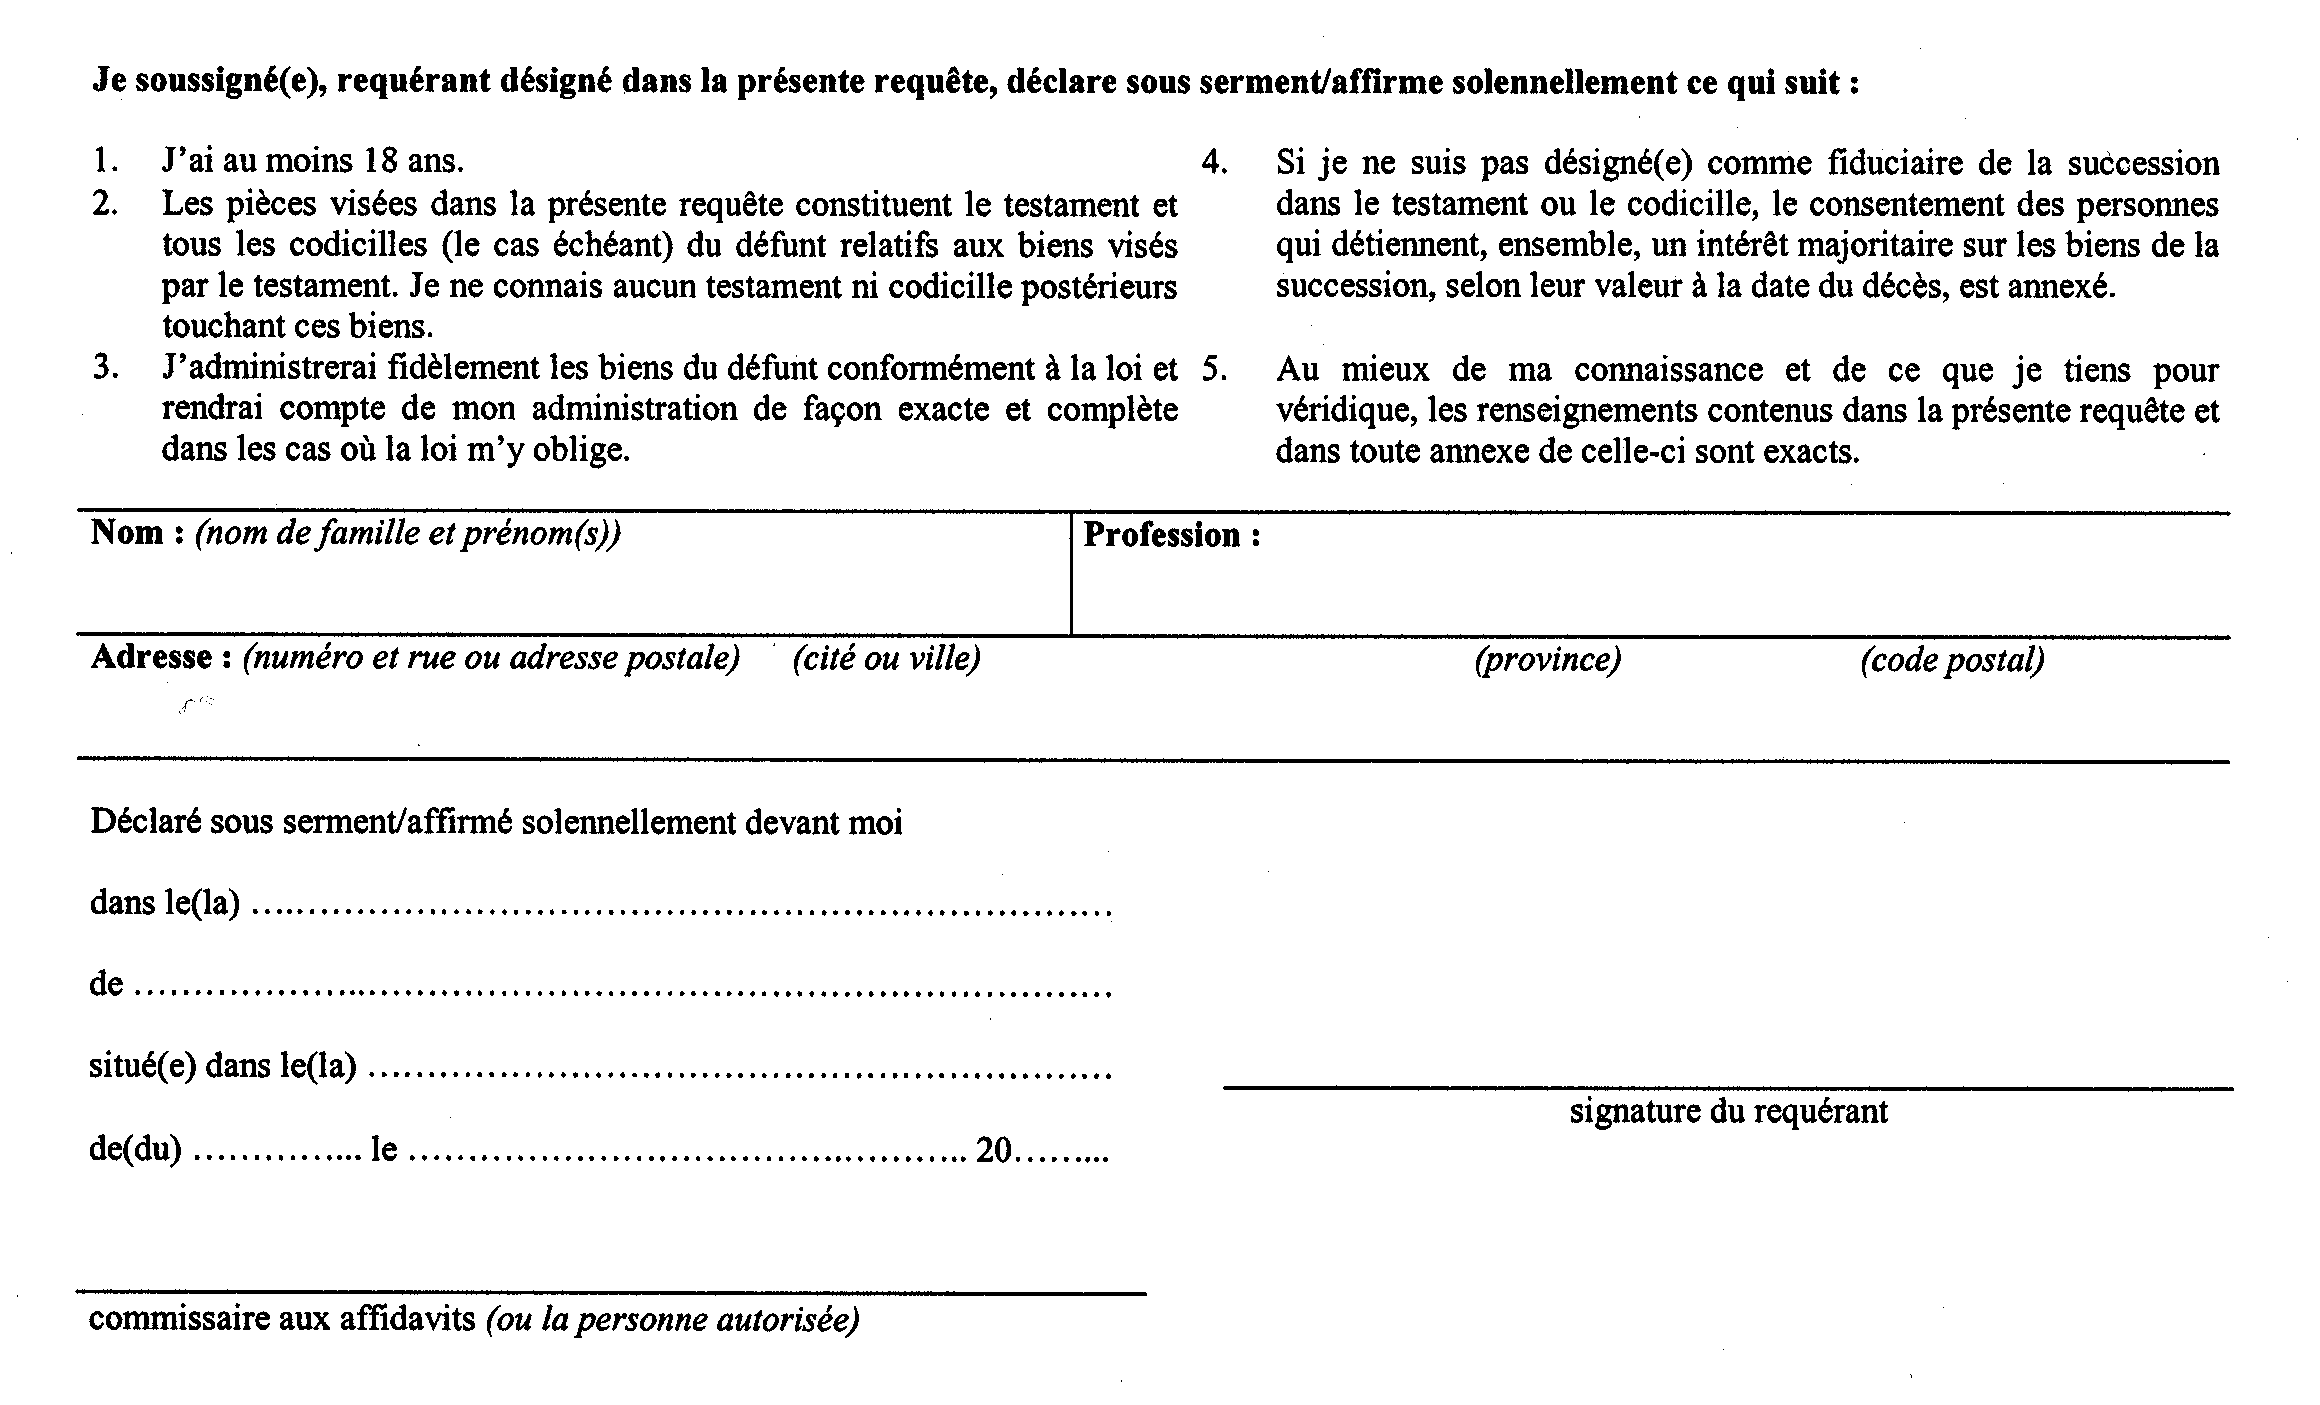 Je soussigné(e), requérant désigné dans la présente requête, déclare sous serment/affirme solennellement ce qui suit :
1. J’ai au moins 18 ans.
2. Les pièces visées dans la présente requête constituent le testament et
tous les codicilles (le cas échéant) du défunt relatifs aux biens visés
par le testament. Je ne connais aucun testament ni codicille postérieurs
touchant ces biens.
3. J’administrerai fidèlement les biens du défunt conformément à la loi et
rendrai compte de mon administration de façon exacte et complète
dans les cas où la loi m’y oblige.
4. Si je ne suis pas désigné(e) comme fiduciaire de la succession
dans le testament ou le codicille, le consentement des personnes
qui détiennent, ensemble, un intérêt majoritaire sur les biens de la
succession, selon leur valeur à la date du décès, est annexé.
5. Au mieux de ma connaissance et de ce que je tiens pour
véridique, les renseignements contenus dans la présente requête et
dans toute annexe de celle-ci sont exacts.
Nom : (nom de famille et prénom(s)) Profession :
Adresse : (numéro et rue ou adresse postale) (cité ou ville) (province) (code postal)
Déclaré sous serment/affirmé solennellement devant moi
dans le(la) ........................................................................
de ..................................................................................
situé(e) dans le(la) ..............................................................
signature du requérant
de(du) .............. le ............................................... 20.........
commissaire aux affidavits (ou la personne autorisée)